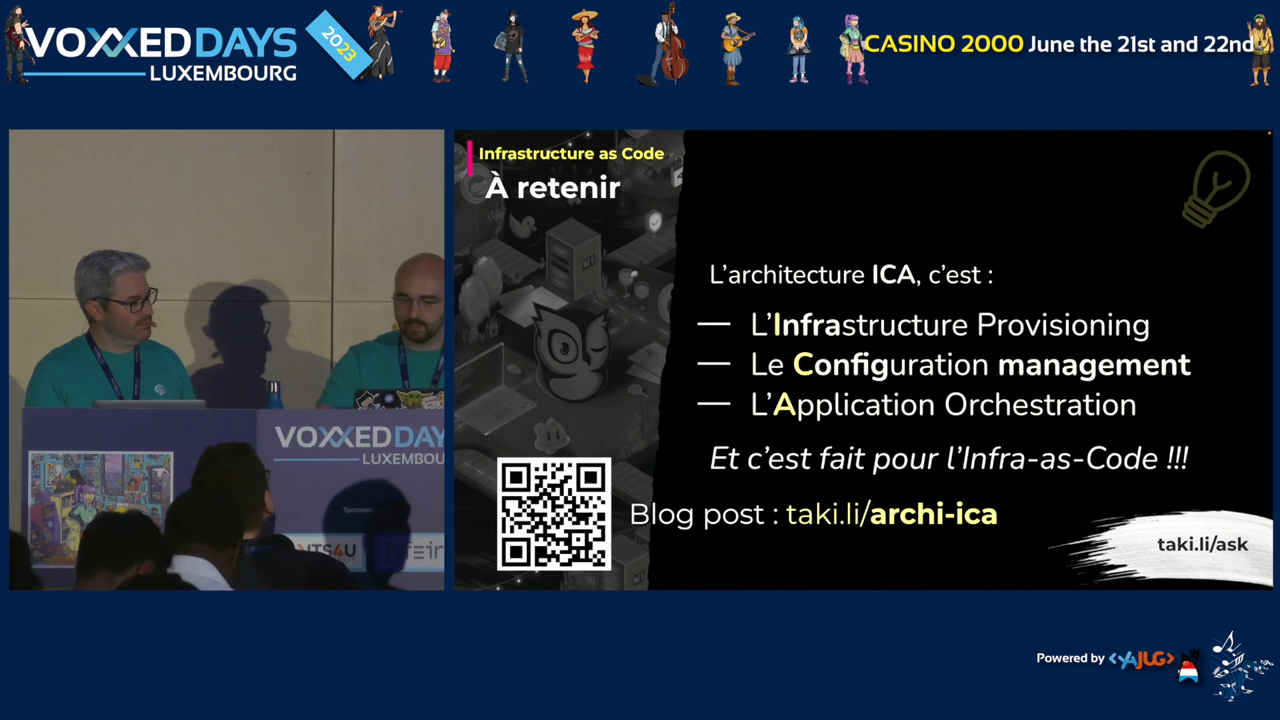 VOXXED DAYS
LUXEMBOURG
2023
CASINO 2000 June the 21st and 22nd
Infrastructure as Code
À retenir
L'architecture ICA, c'est :
— L'Infrastructure Provisioning
— Le Configuration management
— L'Application Orchestration
Et c'est fait pour l'Infra-as-Code !!!
Blog post : taki.li/archi-ica
taki.li/ask
VOXXED DAY
LUXEMBOU
NTS4U
Powered by <YAJUG>